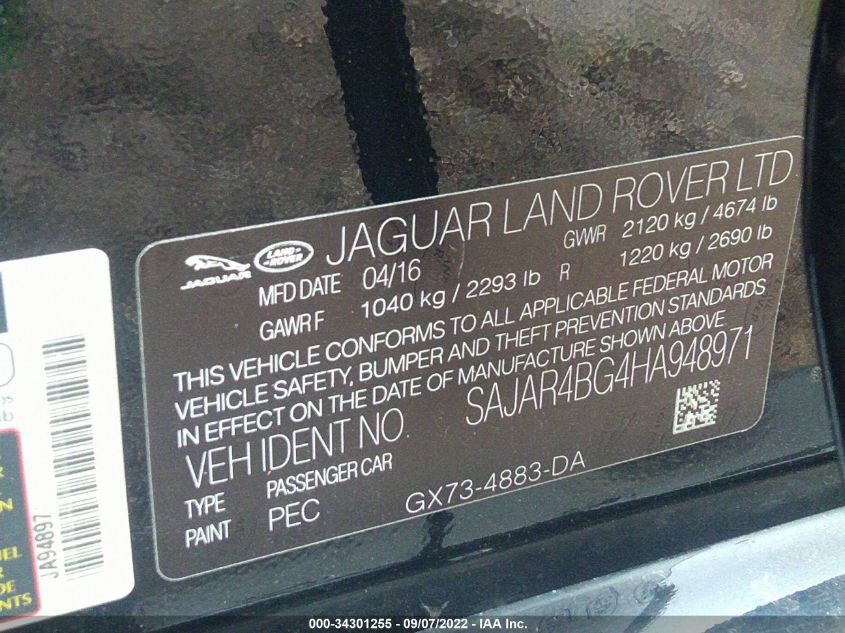 JAGUAR
LAND ROVER
JAGUAR LAND ROVER LTD
MFD DATE 04/16 GVWR 2120 kg / 4674 lb
GAWR F 1040 kg / 2293 lb R 1220 kg / 2690 lb
THIS VEHICLE CONFORMS TO ALL APPLICABLE FEDERAL MOTOR
VEHICLE SAFETY, BUMPER AND THEFT PREVENTION STANDARDS
IN EFFECT ON THE DATE OF MANUFACTURE SHOWN ABOVE
VEH IDENT NO. SAJAR4BG4HA948971
TYPE PASSENGER CAR
PAINT PEC GX73-4883-DA
JA94897
000-34301255 - 09/07/2022 - IAA Inc.